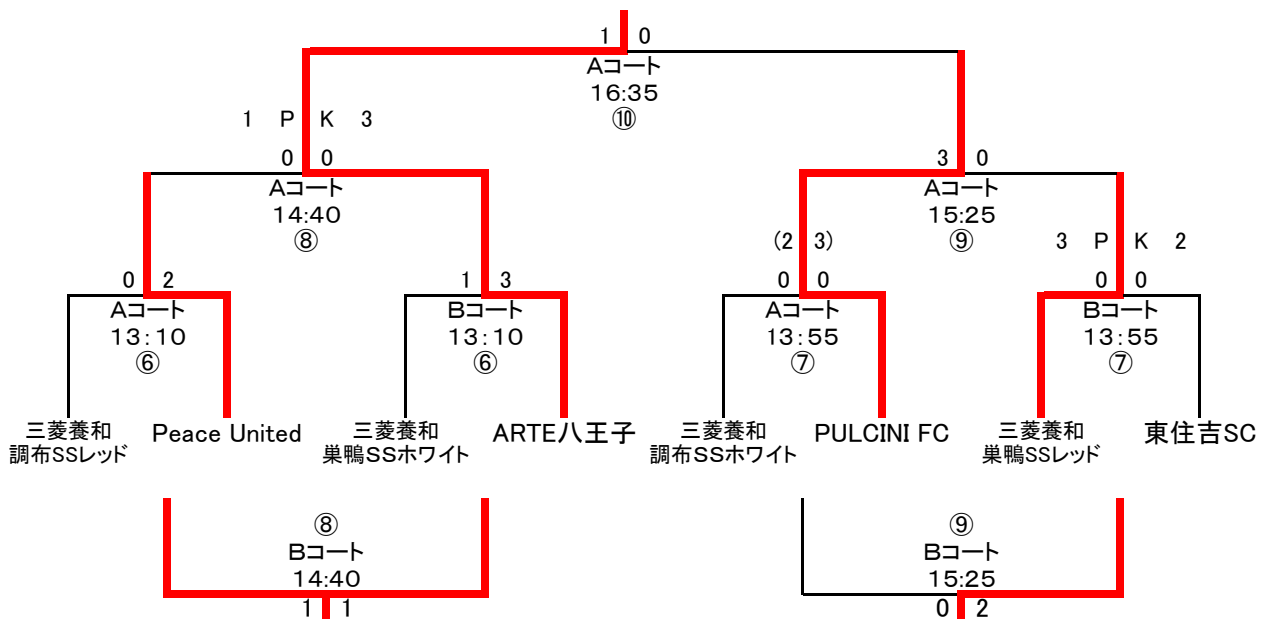 1 0
Aコート
16:35
⑩
1 P K 3
0 0
Aコート
14:40
⑧
3 0
Aコート
15:25
⑨
(2 3)
3 P K 2
0 2
Aコート
13:10
⑥
1 3
Bコート
13:10
⑥
0 0
Aコート
13:55
⑦
0 0
Bコート
13:55
⑦
三菱養和
調布SSレッド
Peace United
三菱養和
巣鴨SSホワイト
ARTE八王子
三菱養和
調布SSホワイト
PULCINI FC
三菱養和
巣鴨SSレッド
東住吉SC
⑧
Bコート
14:40
1 1
⑨
Bコート
15:25
0 2